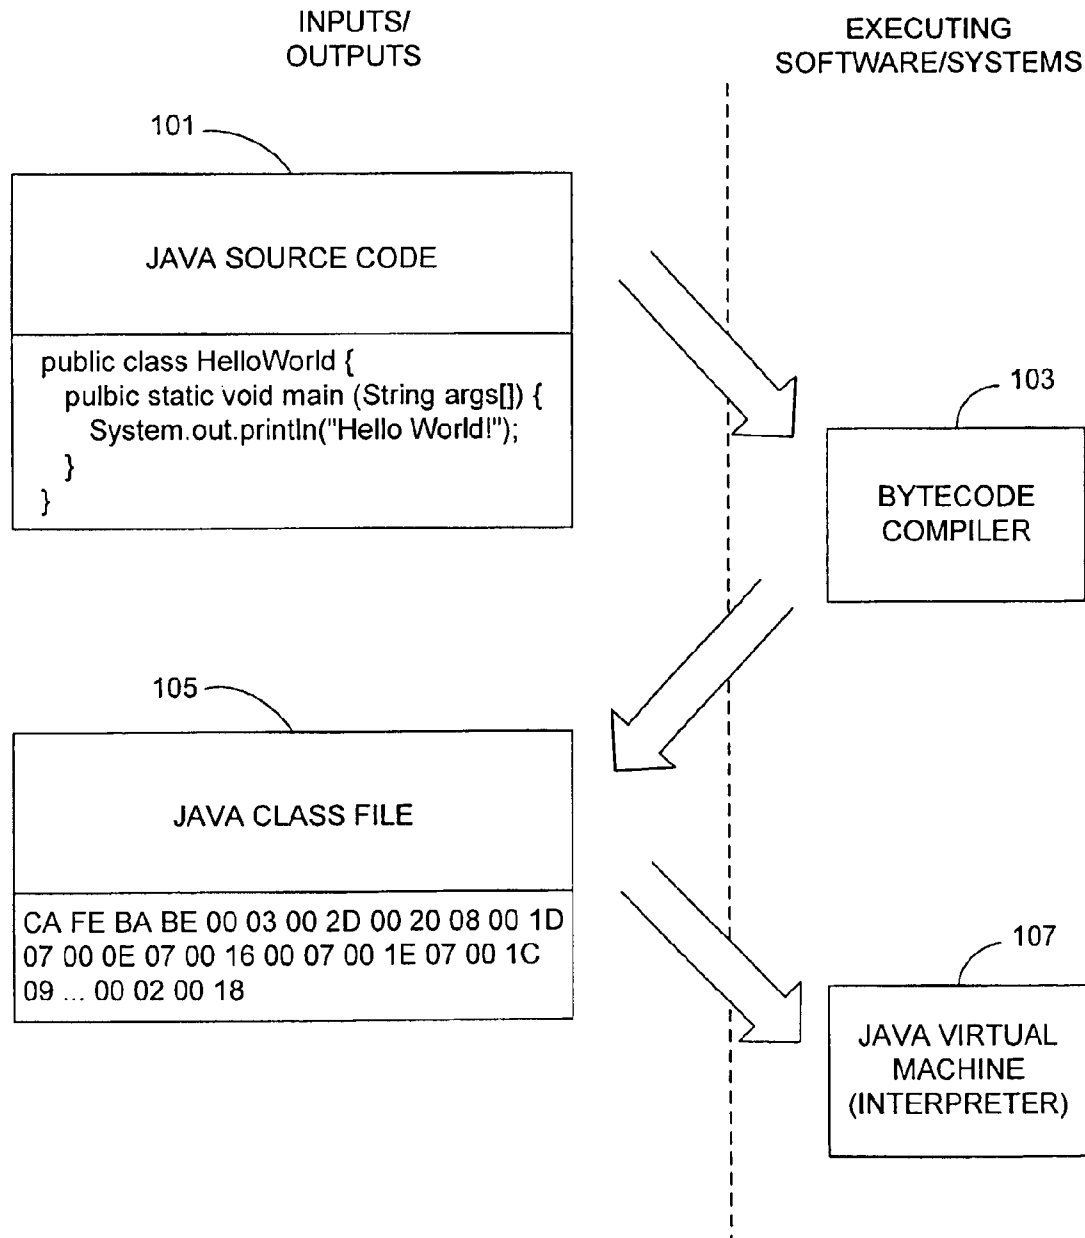 INPUTS/
OUTPUTS
EXECUTING
SOFTWARE/SYSTEMS
101
JAVA SOURCE CODE
public class HelloWorld {
pulbic static void main (String args[]) {
System.out.println("Hello World!");
}
}
103
BYTECODE
COMPILER
105
JAVA CLASS FILE
CA FE BA BE 00 03 00 2D 00 20 08 00 1D
07 00 0E 07 00 16 00 07 00 1E 07 00 1C
09 ... 00 02 00 18
107
JAVA VIRTUAL
MACHINE
(INTERPRETER)